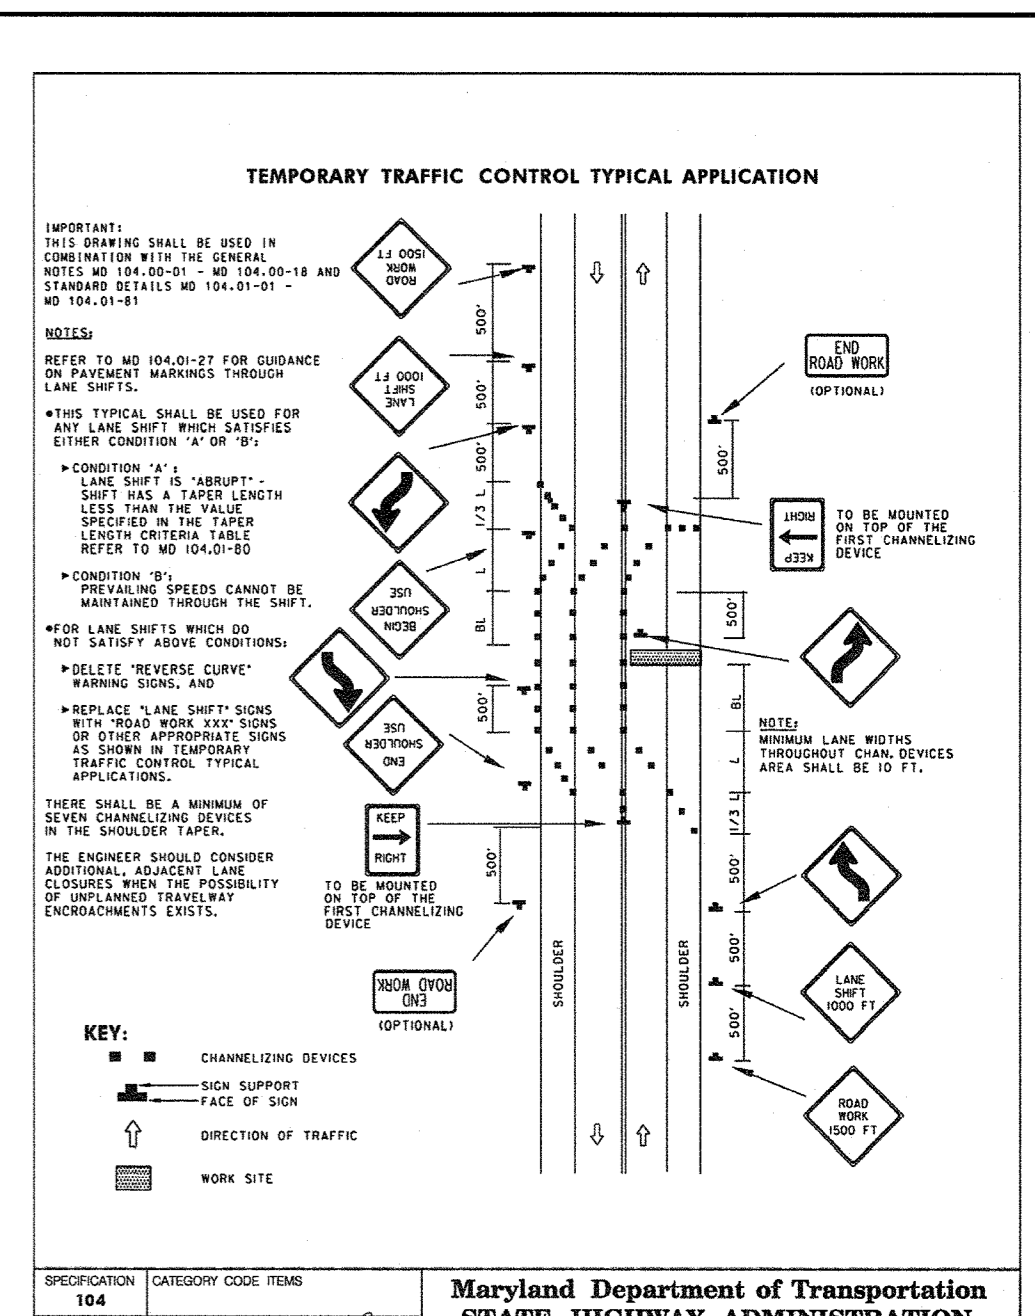 TEMPORARY TRAFFIC CONTROL TYPICAL APPLICATION
IMPORTANT:
THIS DRAWING SHALL BE USED IN
COMBINATION WITH THE GENERAL
NOTES MD 104.00-01 - MD 104.00-18 AND
STANDARD DETAILS MD 104.01-01 -
MD 104.01-81
NOTES:
REFER TO MD 104.01-27 FOR GUIDANCE
ON PAVEMENT MARKINGS THROUGH
LANE SHIFTS.
•THIS TYPICAL SHALL BE USED FOR
ANY LANE SHIFT WHICH SATISFIES
EITHER CONDITION 'A' OR 'B':
►CONDITION 'A':
LANE SHIFT IS "ABRUPT" -
SHIFT HAS A TAPER LENGTH
LESS THAN THE VALUE
SPECIFIED IN THE TAPER
LENGTH CRITERIA TABLE
REFER TO MD 104.01-80
►CONDITION 'B':
PREVAILING SPEEDS CANNOT BE
MAINTAINED THROUGH THE SHIFT.
•FOR LANE SHIFTS WHICH DO
NOT SATISFY ABOVE CONDITIONS:
►DELETE "REVERSE CURVE"
WARNING SIGNS, AND
►REPLACE "LANE SHIFT" SIGNS
WITH "ROAD WORK XXX" SIGNS
OR OTHER APPROPRIATE SIGNS
AS SHOWN IN TEMPORARY
TRAFFIC CONTROL TYPICAL
APPLICATIONS.
THERE SHALL BE A MINIMUM OF
SEVEN CHANNELIZING DEVICES
IN THE SHOULDER TAPER.
THE ENGINEER SHOULD CONSIDER
ADDITIONAL, ADJACENT LANE
CLOSURES WHEN THE POSSIBILITY
OF UNPLANNED TRAVELWAY
ENCROACHMENTS EXISTS.
ROAD
WORK
1500 FT
LANE
SHIFT
1000 FT
BEGIN
SHOULDER
USE
END
SHOULDER
USE
KEEP
RIGHT
TO BE MOUNTED
ON TOP OF THE
FIRST CHANNELIZING
DEVICE
END
ROAD WORK
(OPTIONAL)
500'
500'
500'
1/3 L
L
BL
500'
500'
SHOULDER
SHOULDER
END
ROAD WORK
(OPTIONAL)
500'
KEEP
RIGHT
TO BE MOUNTED
ON TOP OF THE
FIRST CHANNELIZING
DEVICE
500'
BL
L
1/3 L
500'
500'
500'
NOTE:
MINIMUM LANE WIDTHS
THROUGHOUT CHAN. DEVICES
AREA SHALL BE 10 FT.
LANE
SHIFT
1000 FT
ROAD
WORK
1500 FT
KEY:
CHANNELIZING DEVICES
SIGN SUPPORT
FACE OF SIGN
DIRECTION OF TRAFFIC
WORK SITE
SPECIFICATION
104
CATEGORY CODE ITEMS
Maryland Department of Transportation
STATE HIGHWAY ADMINISTRATION